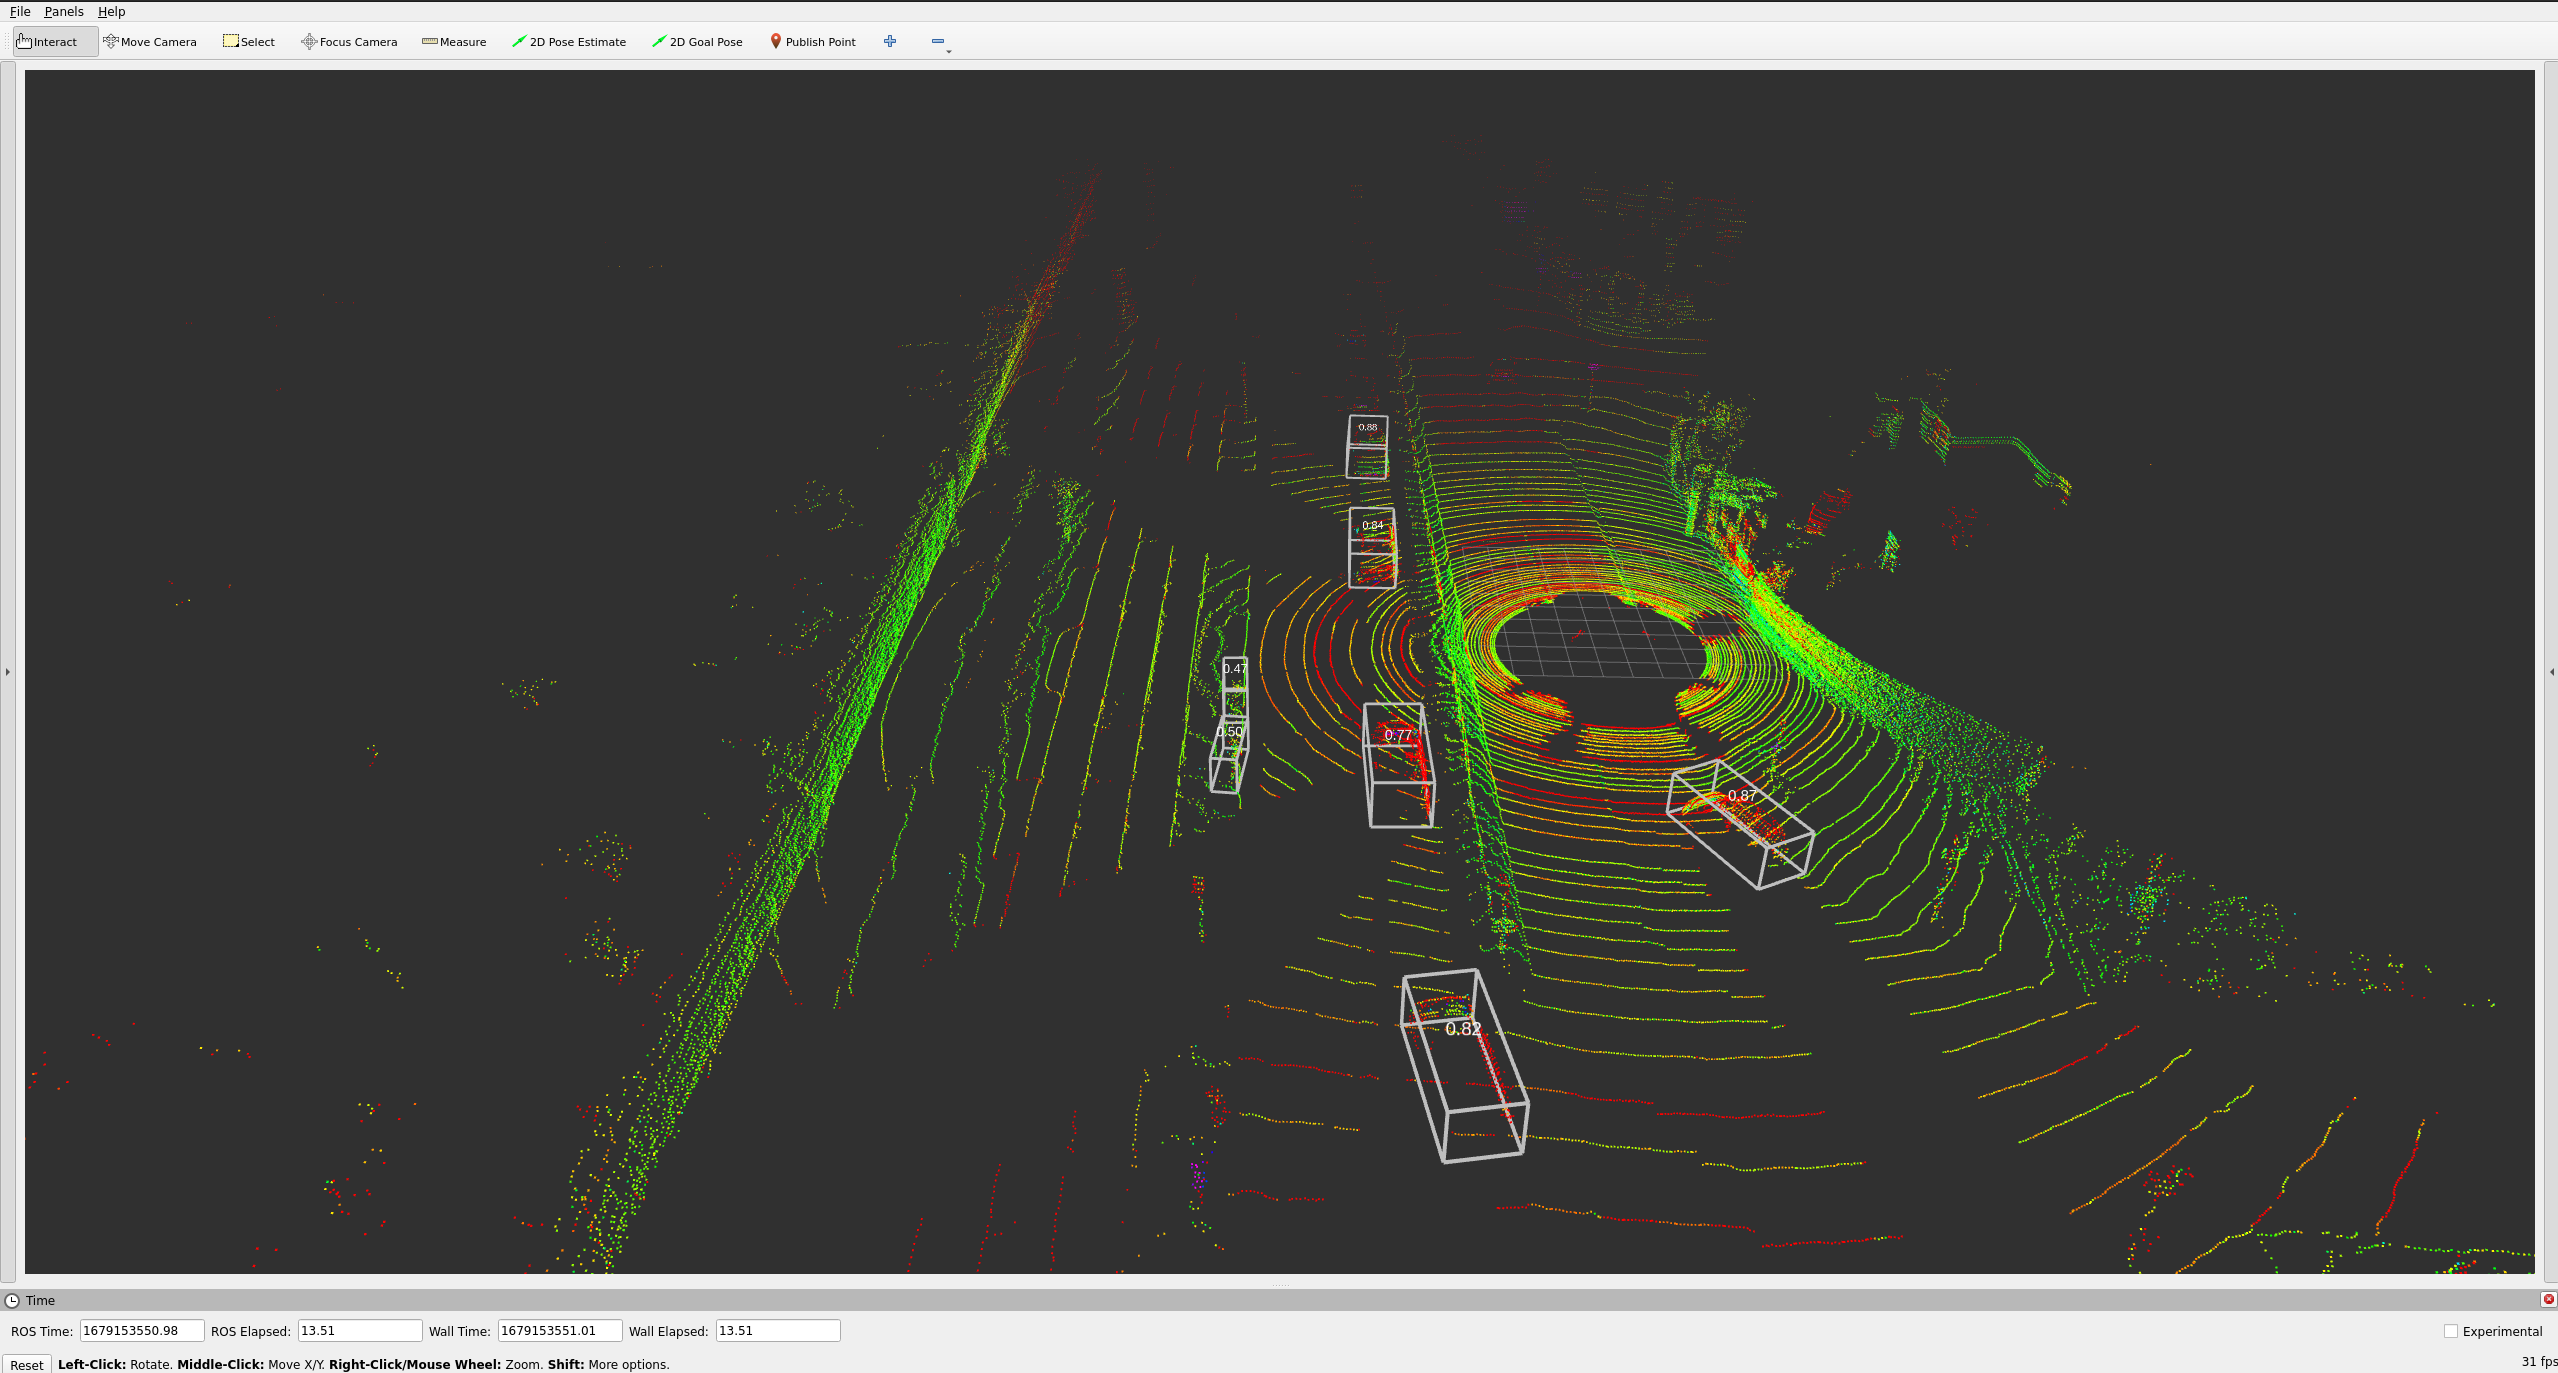 File Panels Help
Interact Move Camera Select Focus Camera Measure 2D Pose Estimate 2D Goal Pose Publish Point
0.88
0.84
0.47
0.50
0.77
0.87
0.82
Time
ROS Time: 1679153550.98 ROS Elapsed: 13.51 Wall Time: 1679153551.01 Wall Elapsed: 13.51 Experimental
Reset Left-Click: Rotate. Middle-Click: Move X/Y. Right-Click/Mouse Wheel: Zoom. Shift: More options. 31 fps